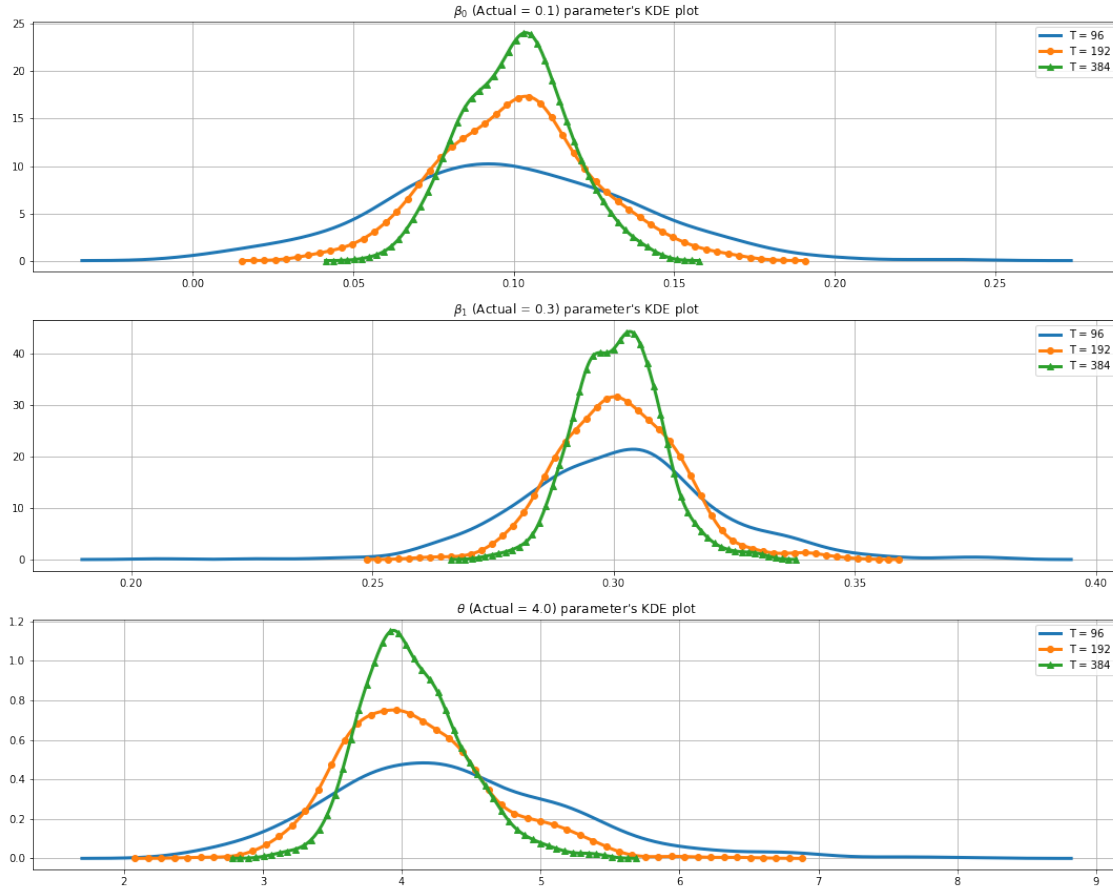 β₀ (Actual = 0.1) parameter's KDE plot
25
20
15
10
5
0
T = 96
T = 192
T = 384
0.00 0.05 0.10 0.15 0.20 0.25
β₁ (Actual = 0.3) parameter's KDE plot
40
30
20
10
0
T = 96
T = 192
T = 384
0.20 0.25 0.30 0.35 0.40
θ (Actual = 4.0) parameter's KDE plot
1.2
1.0
0.8
0.6
0.4
0.2
0.0
T = 96
T = 192
T = 384
2 3 4 5 6 7 8 9